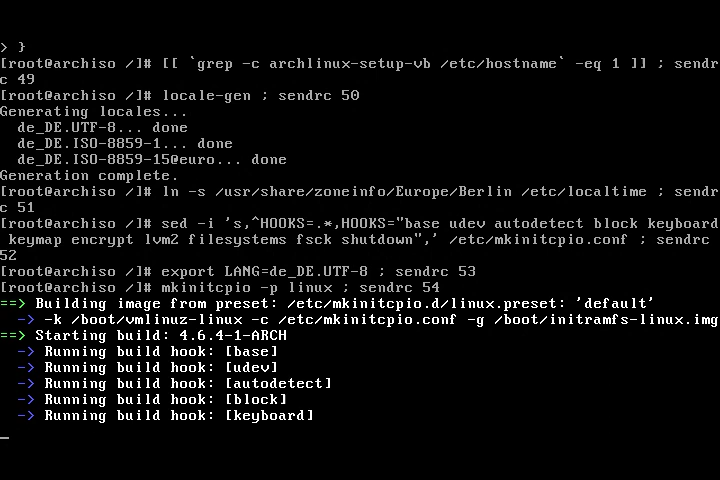 > }
[root@archiso /]# [[ `grep -c archlinux-setup-vb /etc/hostname` -eq 1 ]] ; sendr
c 49
[root@archiso /]# locale-gen ; sendrc 50
Generating locales...
  de_DE.UTF-8... done
  de_DE.ISO-8859-1... done
  de_DE.ISO-8859-15@euro... done
Generation complete.
[root@archiso /]# ln -s /usr/share/zoneinfo/Europe/Berlin /etc/localtime ; sendr
c 51
[root@archiso /]# sed -i 's,^HOOKS=.*,HOOKS="base udev autodetect block keyboard
 keymap encrypt lvm2 filesystems fsck shutdown",' /etc/mkinitcpio.conf ; sendrc
52
[root@archiso /]# export LANG=de_DE.UTF-8 ; sendrc 53
[root@archiso /]# mkinitcpio -p linux ; sendrc 54
==> Building image from preset: /etc/mkinitcpio.d/linux.preset: 'default'
  -> -k /boot/vmlinuz-linux -c /etc/mkinitcpio.conf -g /boot/initramfs-linux.img
==> Starting build: 4.6.4-1-ARCH
  -> Running build hook: [base]
  -> Running build hook: [udev]
  -> Running build hook: [autodetect]
  -> Running build hook: [block]
  -> Running build hook: [keyboard]